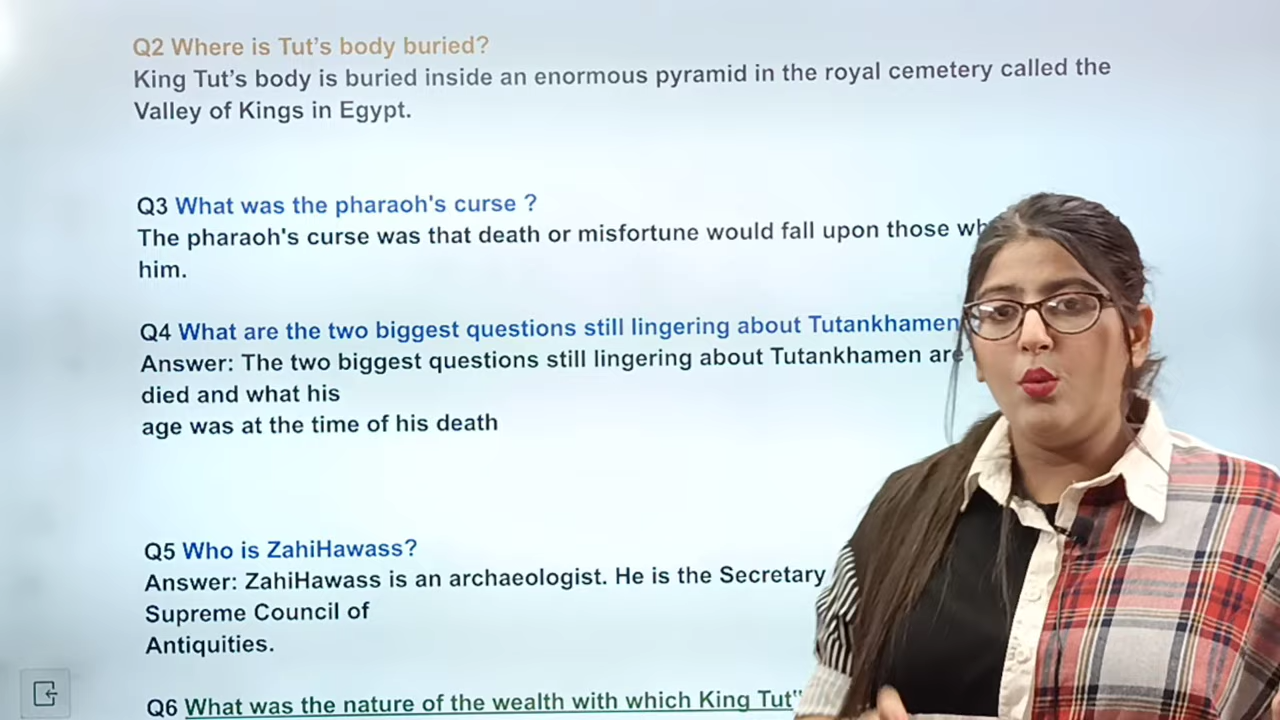 Q2 Where is Tut’s body buried?
King Tut’s body is buried inside an enormous pyramid in the royal cemetery called the
Valley of Kings in Egypt.
Q3 What was the pharaoh's curse ?
The pharaoh's curse was that death or misfortune would fall upon those
him.
Q4 What are the two biggest questions still lingering about Tutankhamen
Answer: The two biggest questions still lingering about Tutankhamen are
died and what his
age was at the time of his death
Q5 Who is ZahiHawass?
Answer: ZahiHawass is an archaeologist. He is the Secretary
Supreme Council of
Antiquities.
Q6 What was the nature of the wealth with which King Tut"